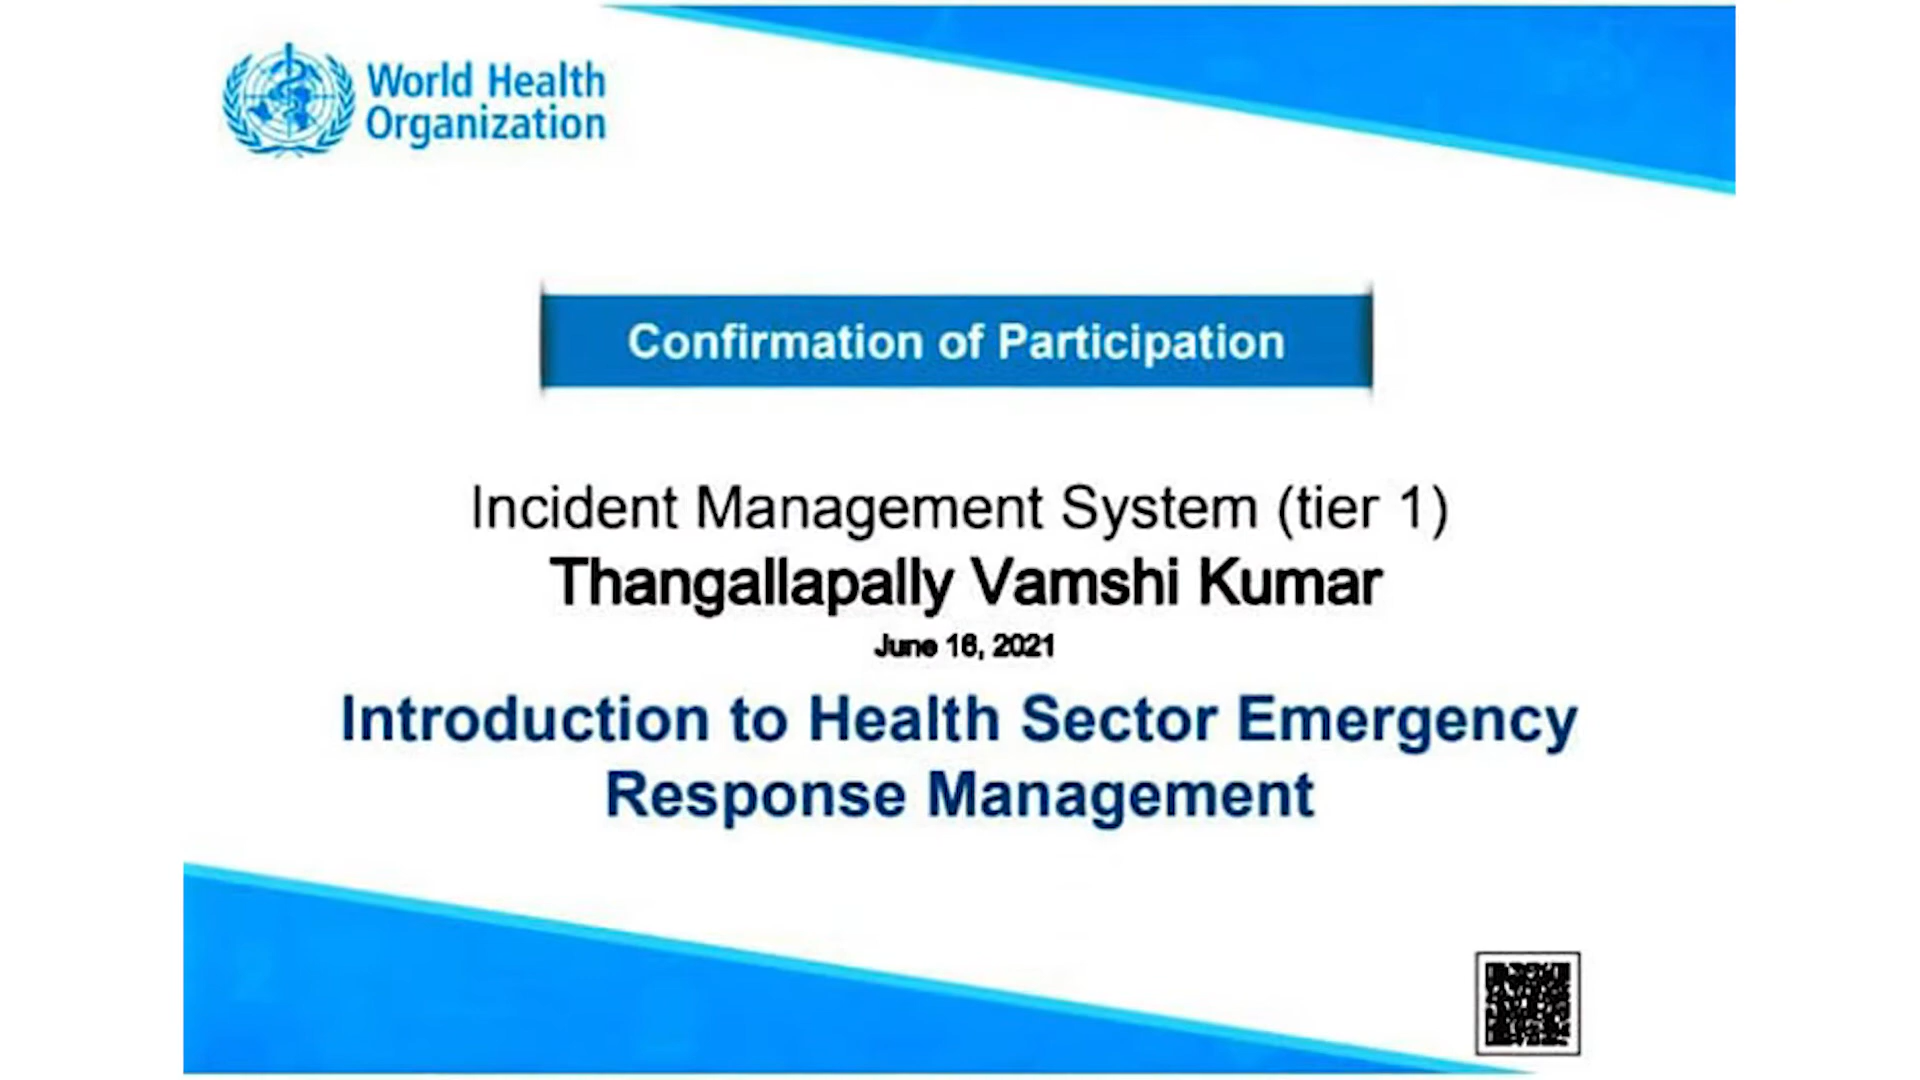 World Health
Organization
Confirmation of Participation
Incident Management System (tier 1)
Thangallapally Vamshi Kumar
June 16, 2021
Introduction to Health Sector Emergency
Response Management